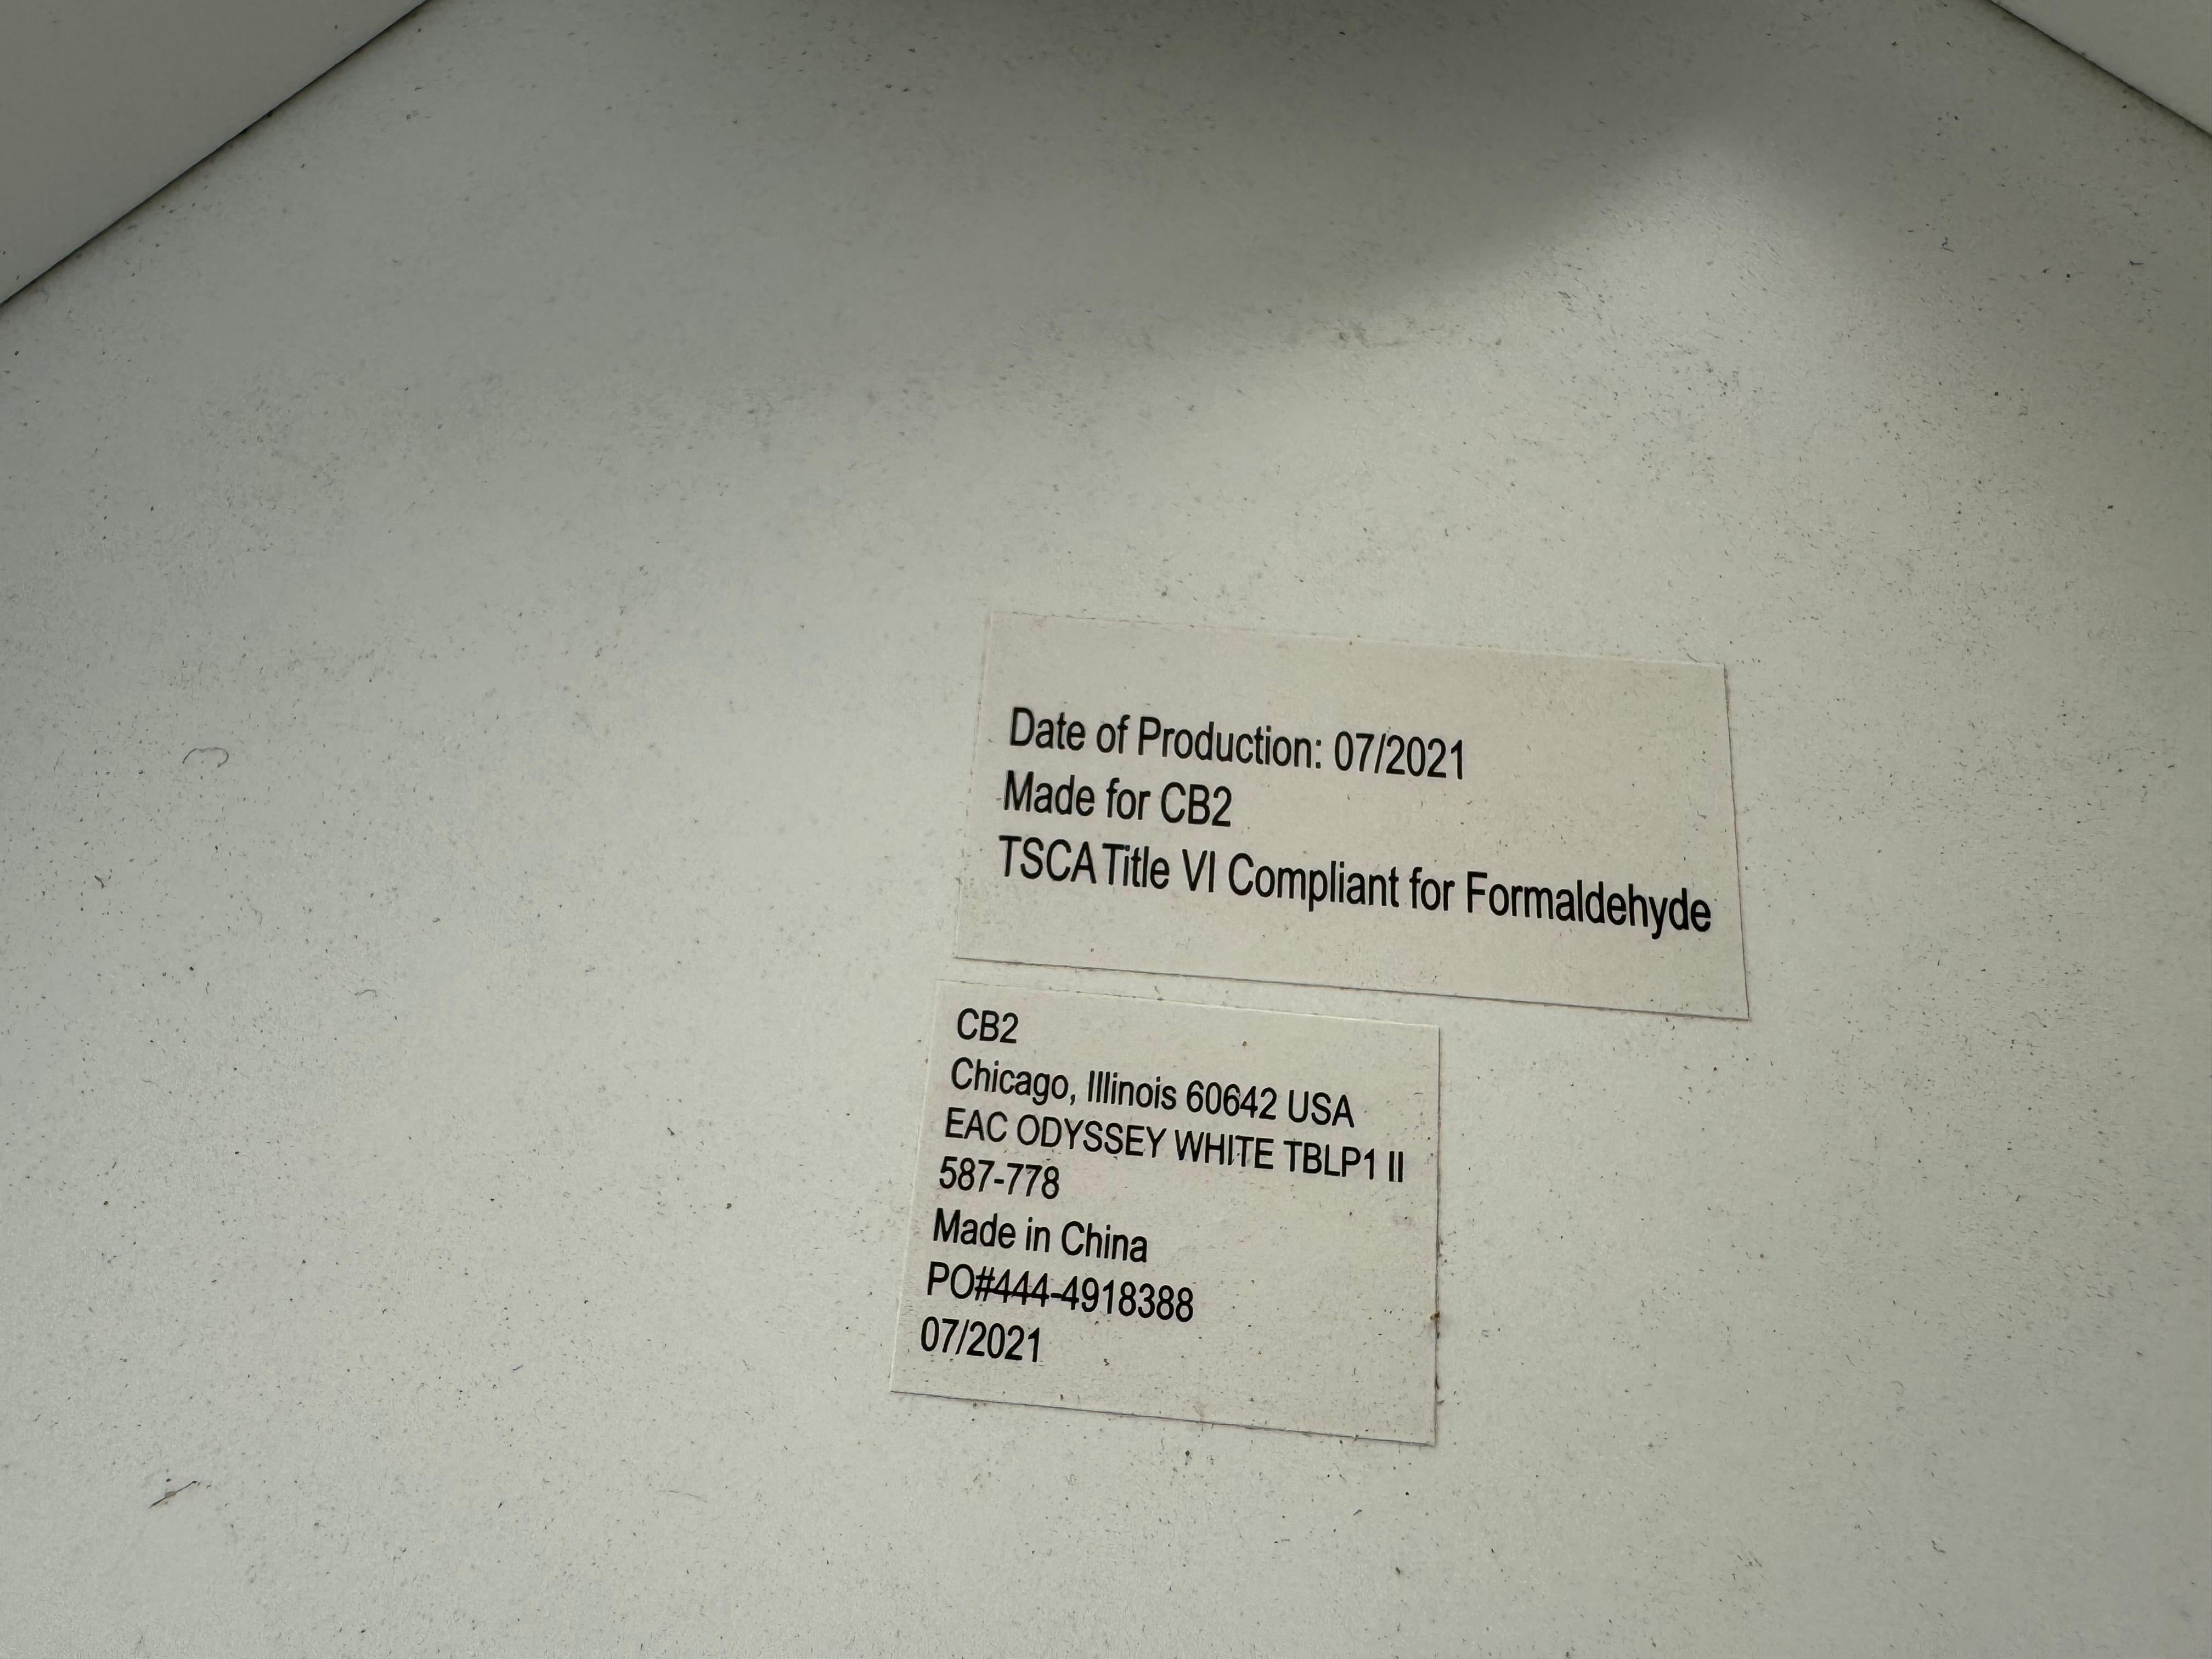 Date of Production: 07/2021
Made for CB2
TSCA Title VI Compliant for Formaldehyde
CB2
Chicago, Illinois 60642 USA
EAC ODYSSEY WHITE TBLP1 II
587-778
Made in China
PO#444-4918388
07/2021